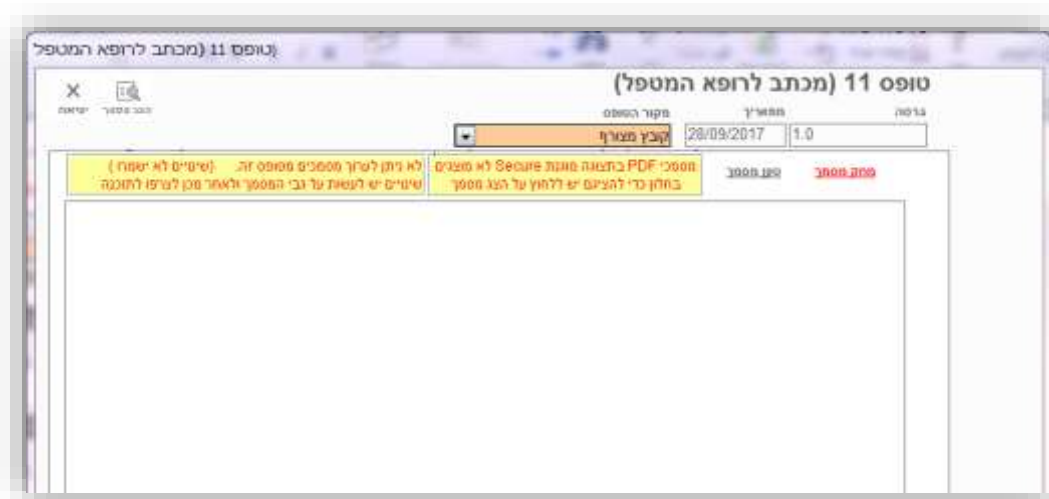 (טופס 11 (מכתב לרופא המטפל
טופס 11 (מכתב לרופא המטפל)
גרסה מתאריך מקור הטופס
1.0 28/09/2017 קובץ מצורף
הצג מסמך יציאה
מחק מסמך טען מסמך
מסמכי PDF בתצוגה מוגנת Secure לא מוצגים
בחלון כדי להציגם יש ללחוץ על הצג מסמך
לא ניתן לערוך מסמכים מטופס זה. (שינויים לא ישמרו )
שינויים יש לעשות על גבי המסמך ולאחר מכן לצרפו לתוכנה